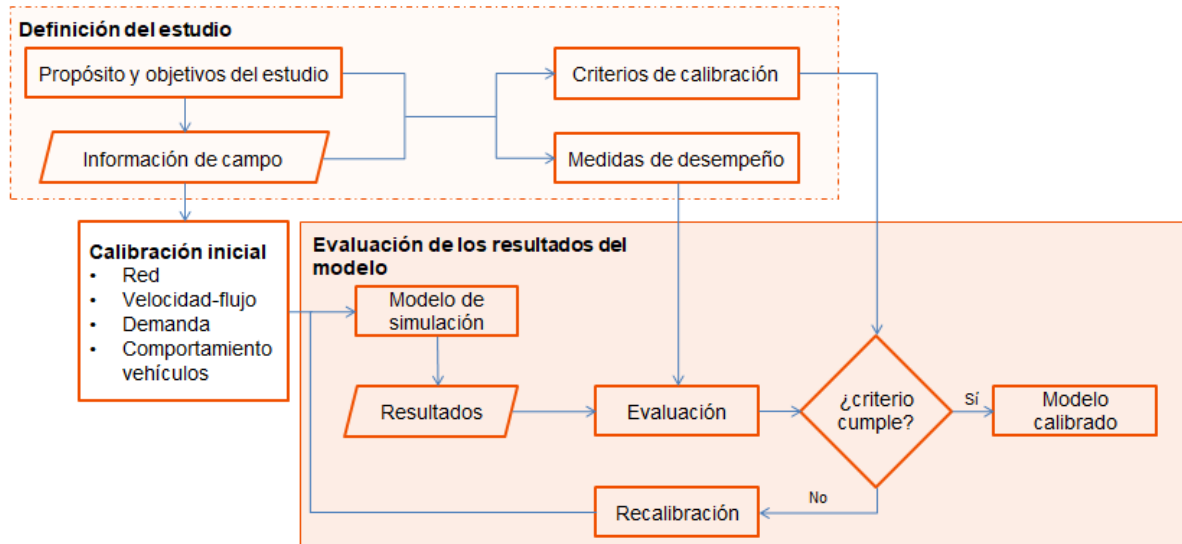 Definición del estudio
Propósito y objetivos del estudio
Criterios de calibración
Información de campo
Medidas de desempeño
Calibración inicial
• Red
• Velocidad-flujo
• Demanda
• Comportamiento
vehículos
Evaluación de los resultados del
modelo
Modelo de
simulación
Resultados
Evaluación
¿criterio
cumple?
Sí
Modelo
calibrado
No
Recalibración